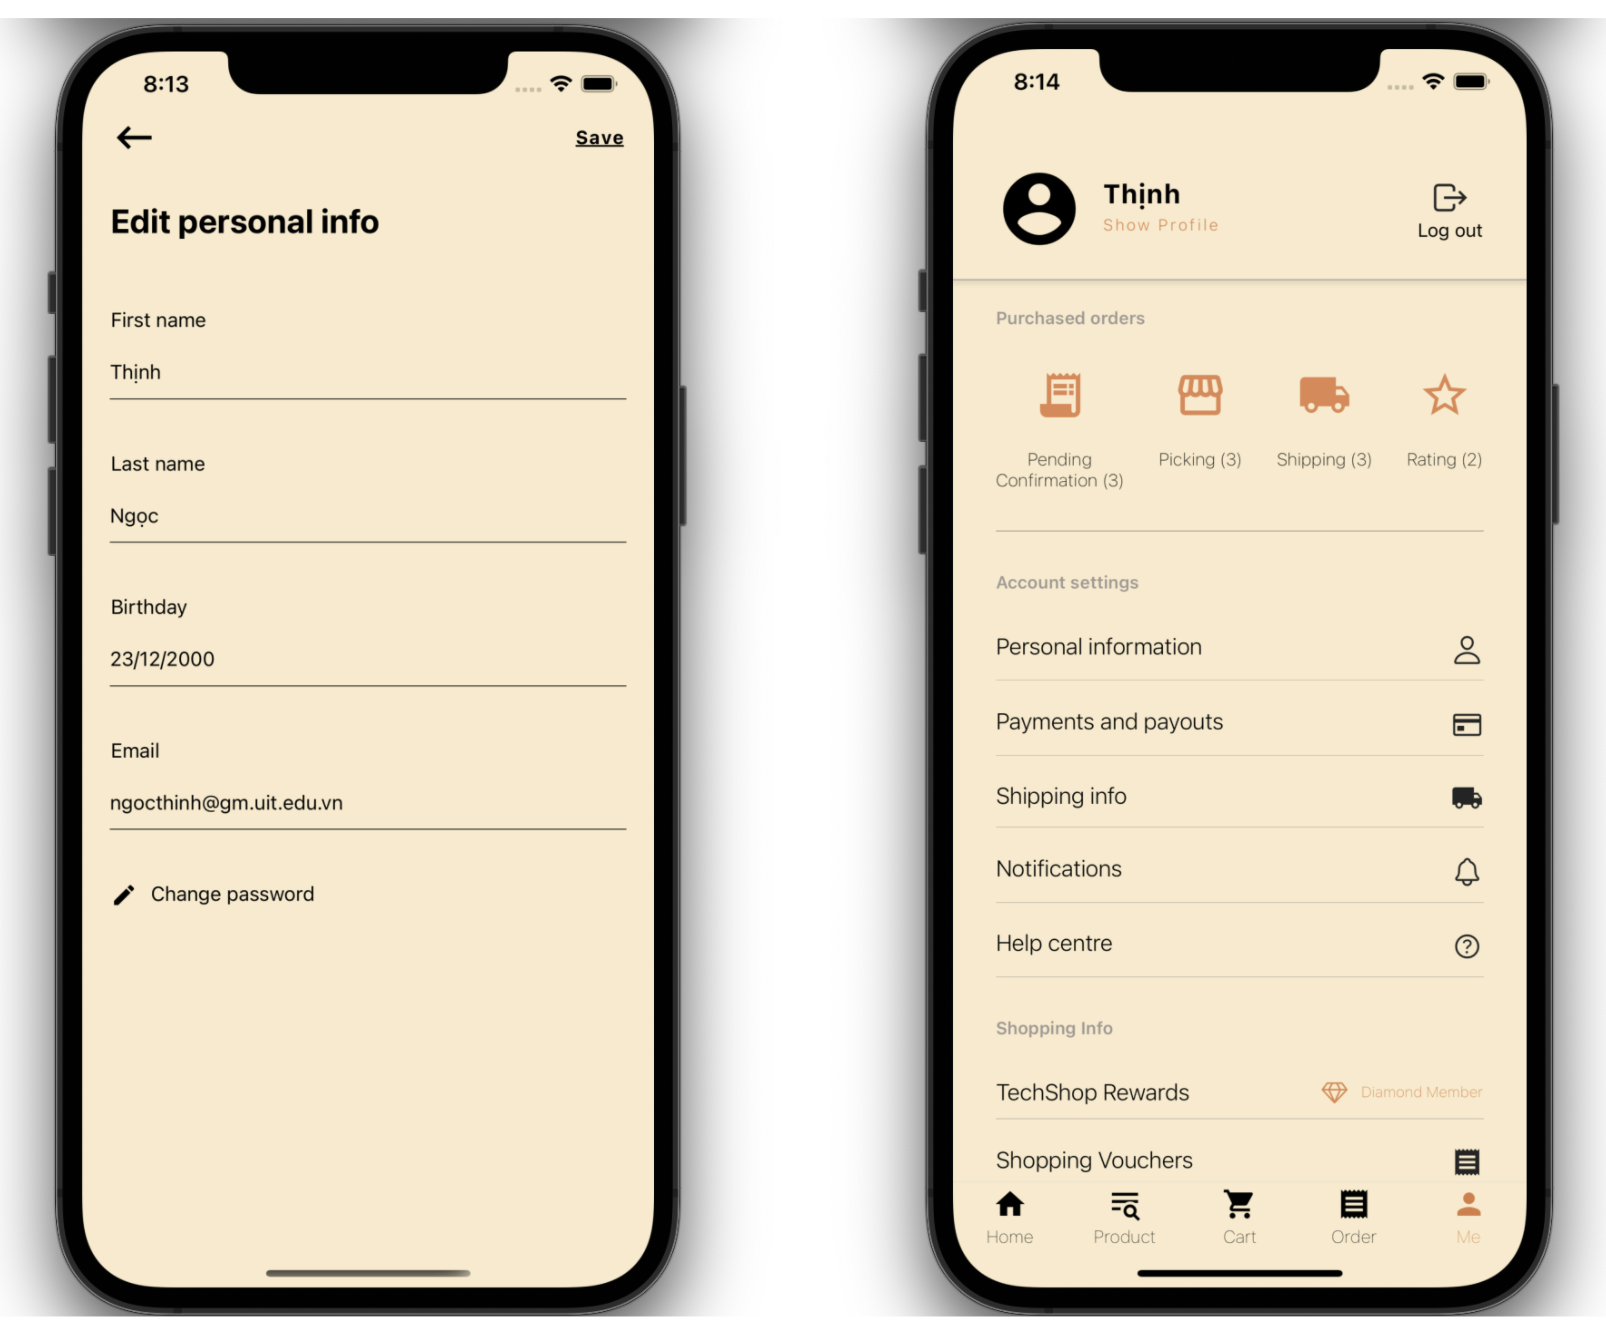 8:13
Save
Edit personal info
First name
Thịnh
Last name
Ngọc
Birthday
23/12/2000
Email
ngocthinh@gm.uit.edu.vn
Change password
8:14
Thịnh
Show Profile
Log out
Purchased orders
Pending
Confirmation (3)
Picking (3)
Shipping (3)
Rating (2)
Account settings
Personal information
Payments and payouts
Shipping info
Notifications
Help centre
Shopping Info
TechShop Rewards
Diamond Member
Shopping Vouchers
Home
Product
Cart
Order
Me